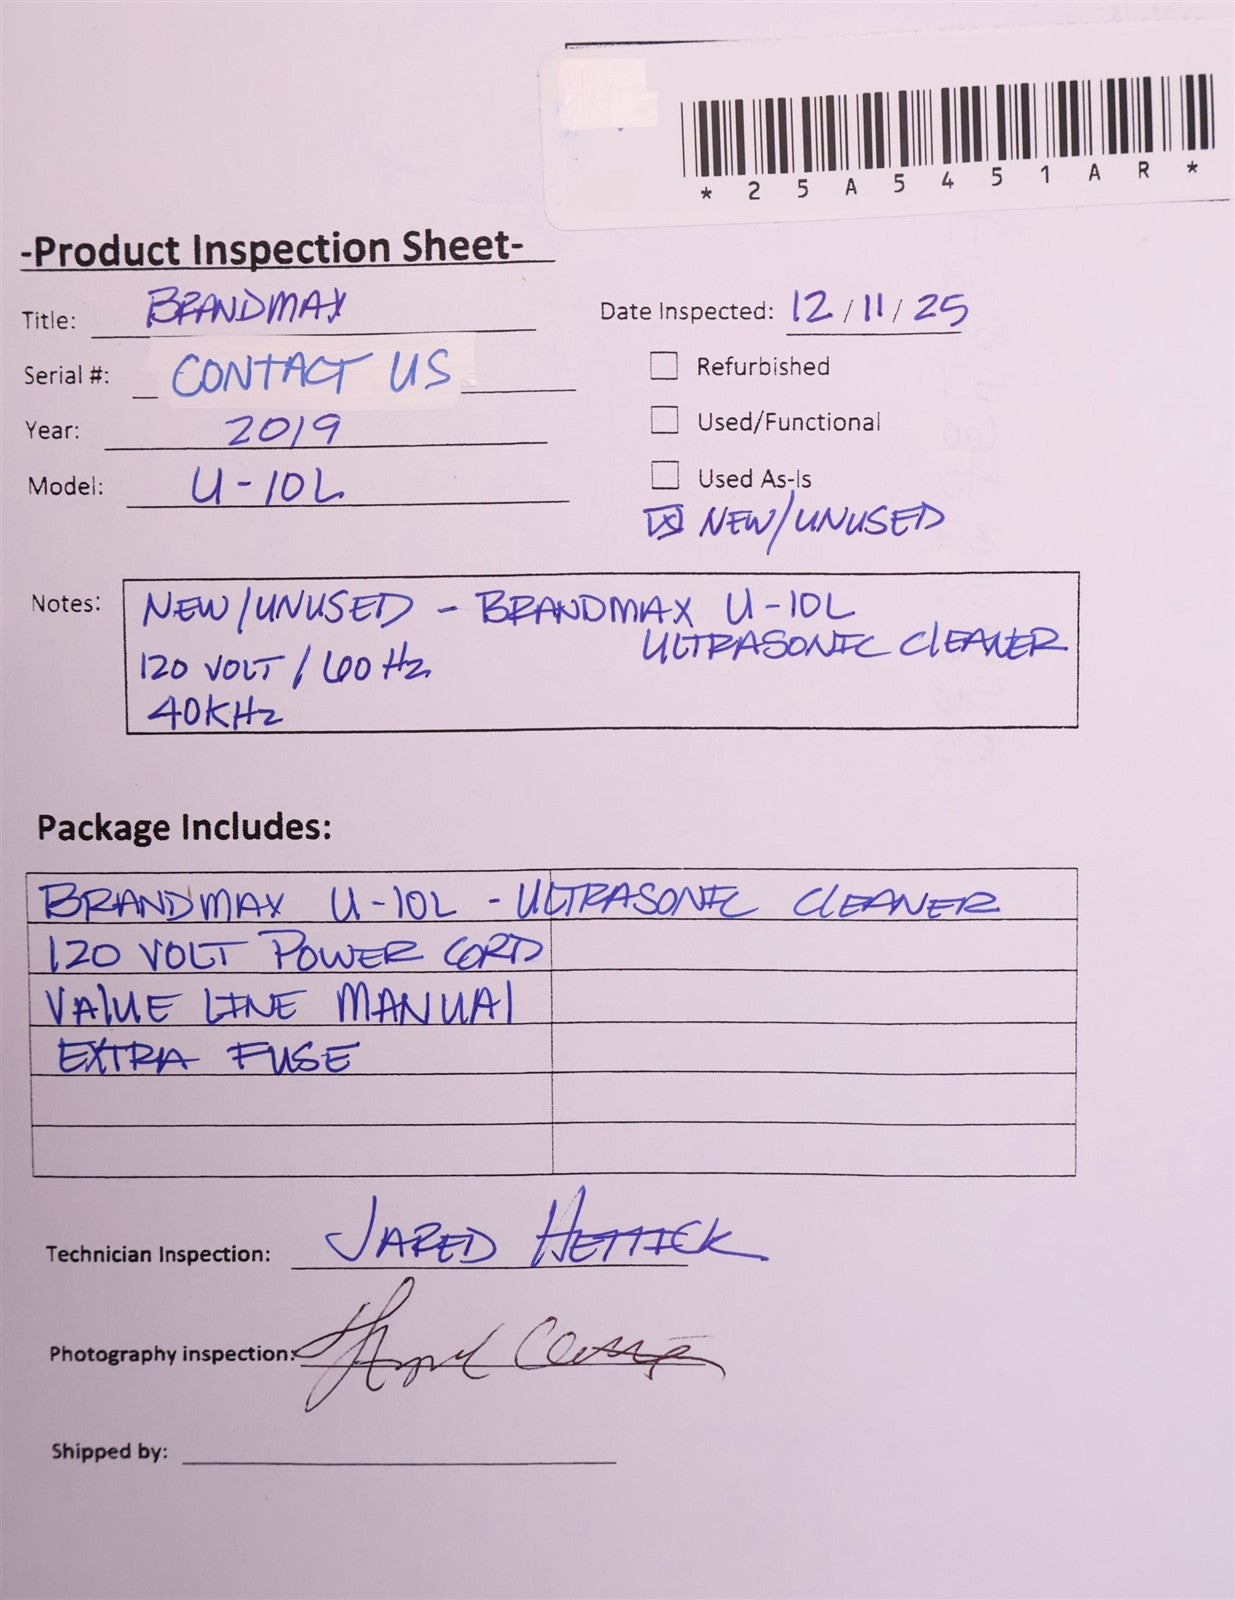 * 2 5 A 5 4 5 1 A R *
-Product Inspection Sheet-
Title: BRANDMAX
Date Inspected: 12/11/25
Serial #: CONTACT US
Refurbished
Year: 2019
Used/Functional
Model: U-10L
Used As-Is
NEW/UNUSED
Notes: NEW/UNUSED - BRANDMAX U-10L
ULTRASONIC CLEANER
120 VOLT / 60 Hz
40KHz
Package Includes:
BRANDMAX U-10L - ULTRASONIC CLEANER
120 VOLT POWER CORD
VALUE LINE MANUAL
EXTRA FUSE
Technician Inspection: JARED HETTICK
Photography inspection:
Shipped by: